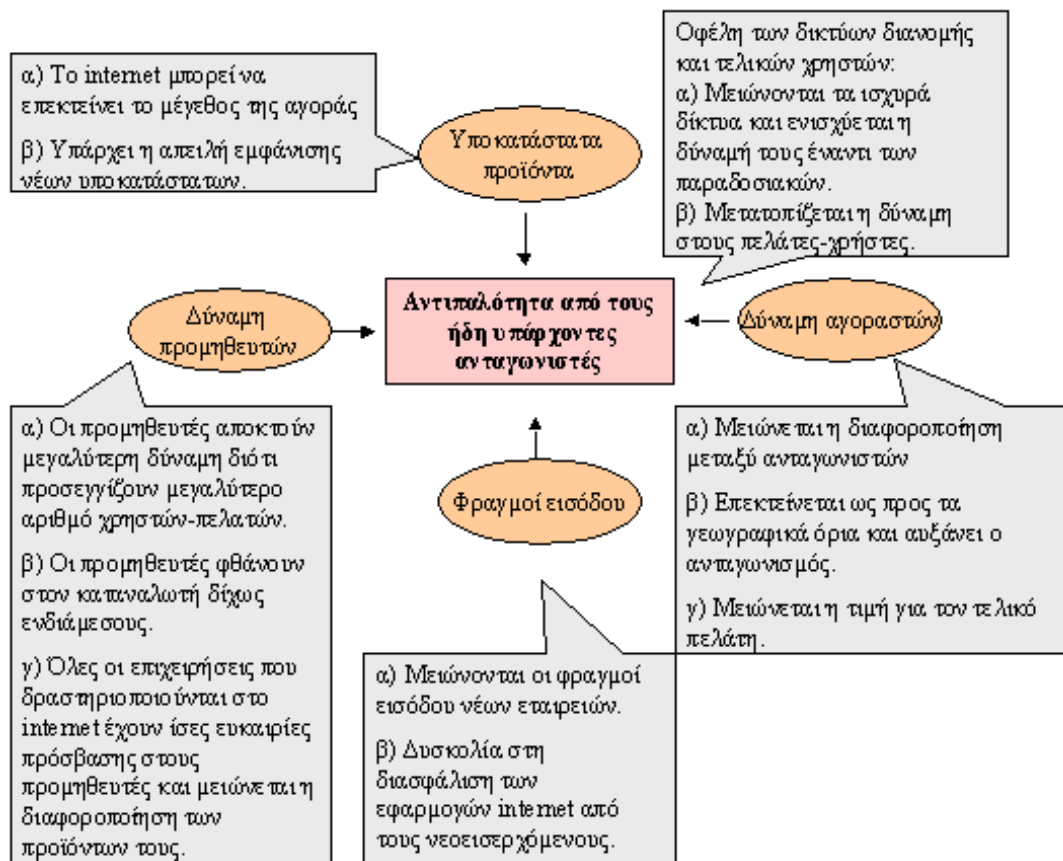 α) Το internet μπορεί να
επεκτείνει το μέγεθος της αγοράς
β) Υπάρχει η απειλή εμφάνισης
νέων υποκατάστατων.
Υποκατάστατα
προϊόντα
Οφέλη των δικτύων διανομής
και τελικών χρηστών:
α) Μειώνονται τα ισχυρά
δίκτυα και ενισχύεται η
δύναμή τους έναντι των
παραδοσιακών.
β) Μετατοπίζεται η δύναμη
στους πελάτες-χρήστες.
Δύναμη
προμηθευτών
Αντιπαλότητα από τους
ήδη υπάρχοντες
ανταγωνιστές
Δύναμη αγοραστών
α) Οι προμηθευτές αποκτούν
μεγαλύτερη δύναμη διότι
προσεγγίζουν μεγαλύτερο
αριθμό χρηστών-πελατών.
β) Οι προμηθευτές φθάνουν
στον καταναλωτή δίχως
ενδιάμεσους.
γ) Όλες οι επιχειρήσεις που
δραστηριοποιούνται στο
internet έχουν ίσες ευκαιρίες
πρόσβασης στους
προμηθευτές και μειώνεται η
διαφοροποίηση των
προϊόντων τους.
Φραγμοί εισόδου
α) Μειώνονται οι φραγμοί
εισόδου νέων εταιρειών.
β) Δυσκολία στη
διασφάλιση των
εφαρμογών internet από
τους νεοεισερχόμενους.
α) Μειώνεται η διαφοροποίηση
μεταξύ ανταγωνιστών
β) Επεκτείνεται ως προς τα
γεωγραφικά όρια και αυξάνει ο
ανταγωνισμός.
γ) Μειώνεται η τιμή για τον τελικό
πελάτη.